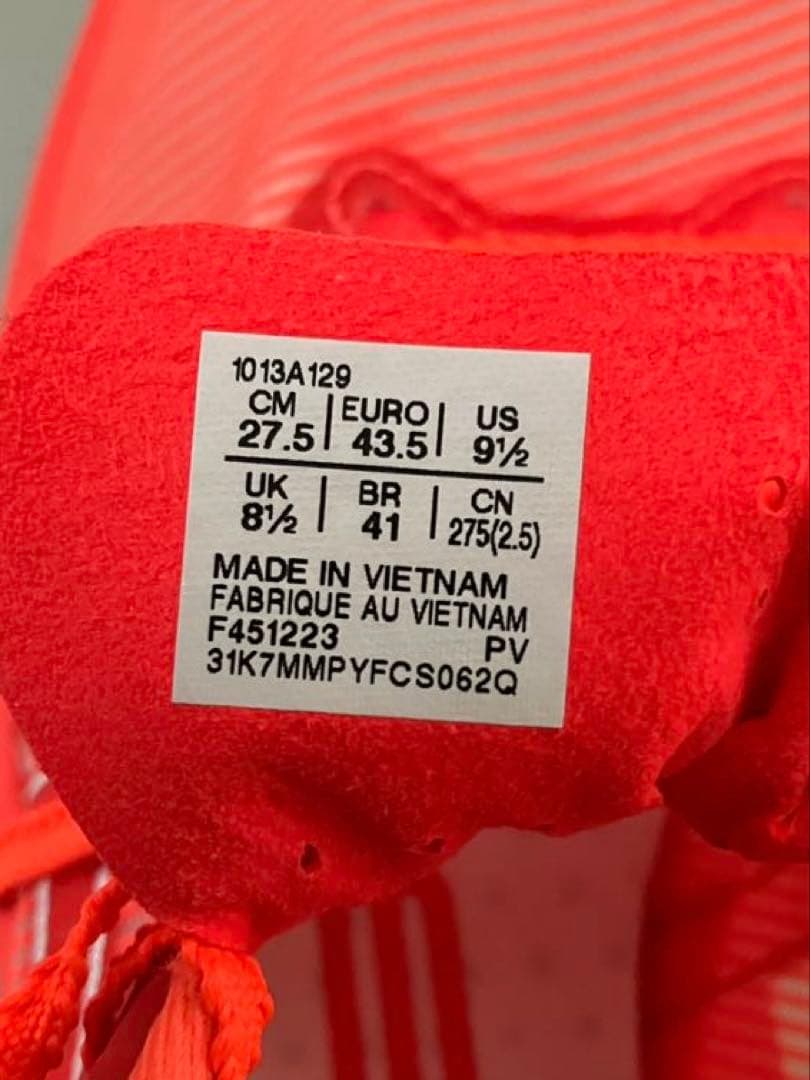 1013A129
CM | EURO | US
27.5 | 43.5 | 9½
UK | BR | CN
8½ | 41 | 275(2.5)
MADE IN VIETNAM
FABRIQUE AU VIETNAM
F451223 PV
31K7MMPYFCS062Q